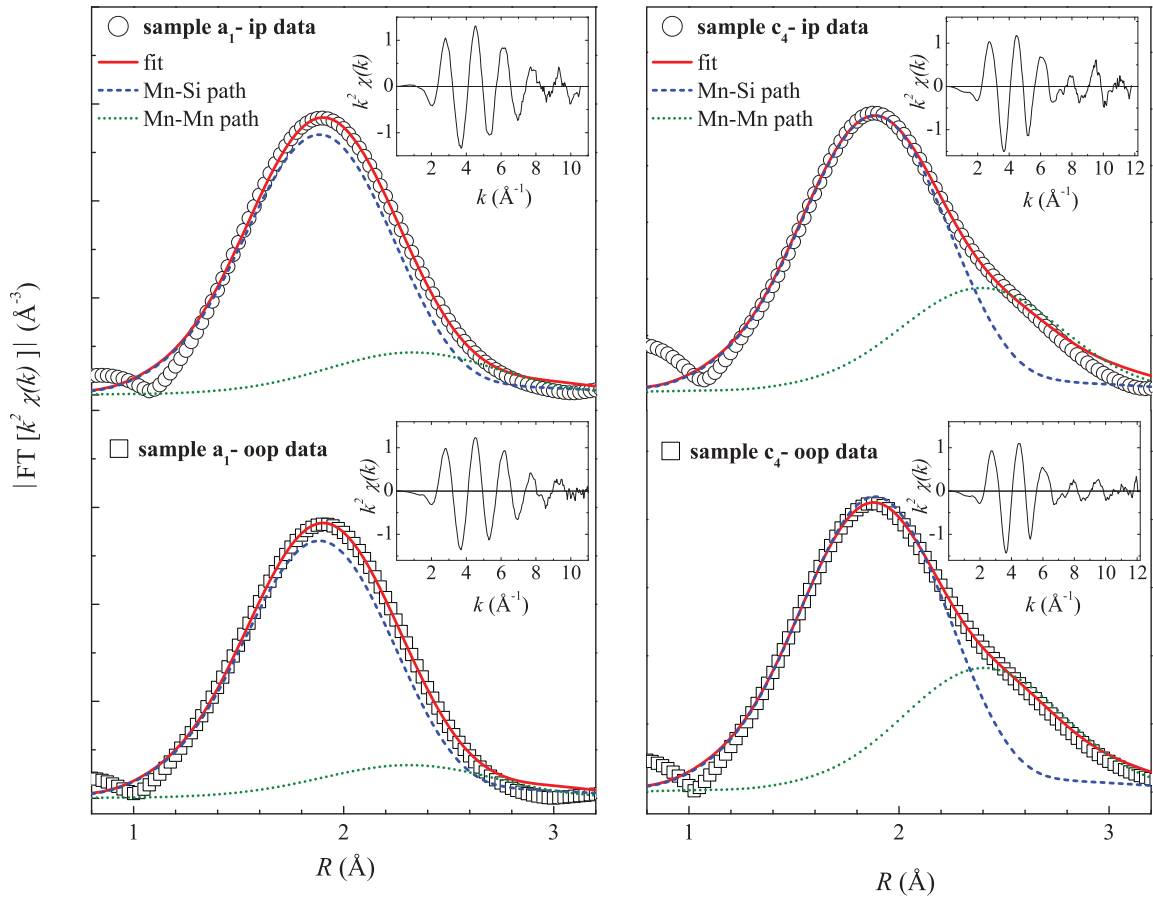 sample a₁- ip data
fit
Mn-Si path
Mn-Mn path
k² χ(k)
1
0
-1
2 4 6 8 10
k (Å⁻¹)
sample c₄- ip data
fit
Mn-Si path
Mn-Mn path
k² χ(k)
1
0
-1
2 4 6 8 10 12
k (Å⁻¹)
|FT [k² χ(k) ]| (Å⁻³)
sample a₁- oop data
k² χ(k)
1
0
-1
2 4 6 8 10
k (Å⁻¹)
sample c₄- oop data
k² χ(k)
1
0
-1
2 4 6 8 10 12
k (Å⁻¹)
1 2 3
R (Å)
1 2 3
R (Å)